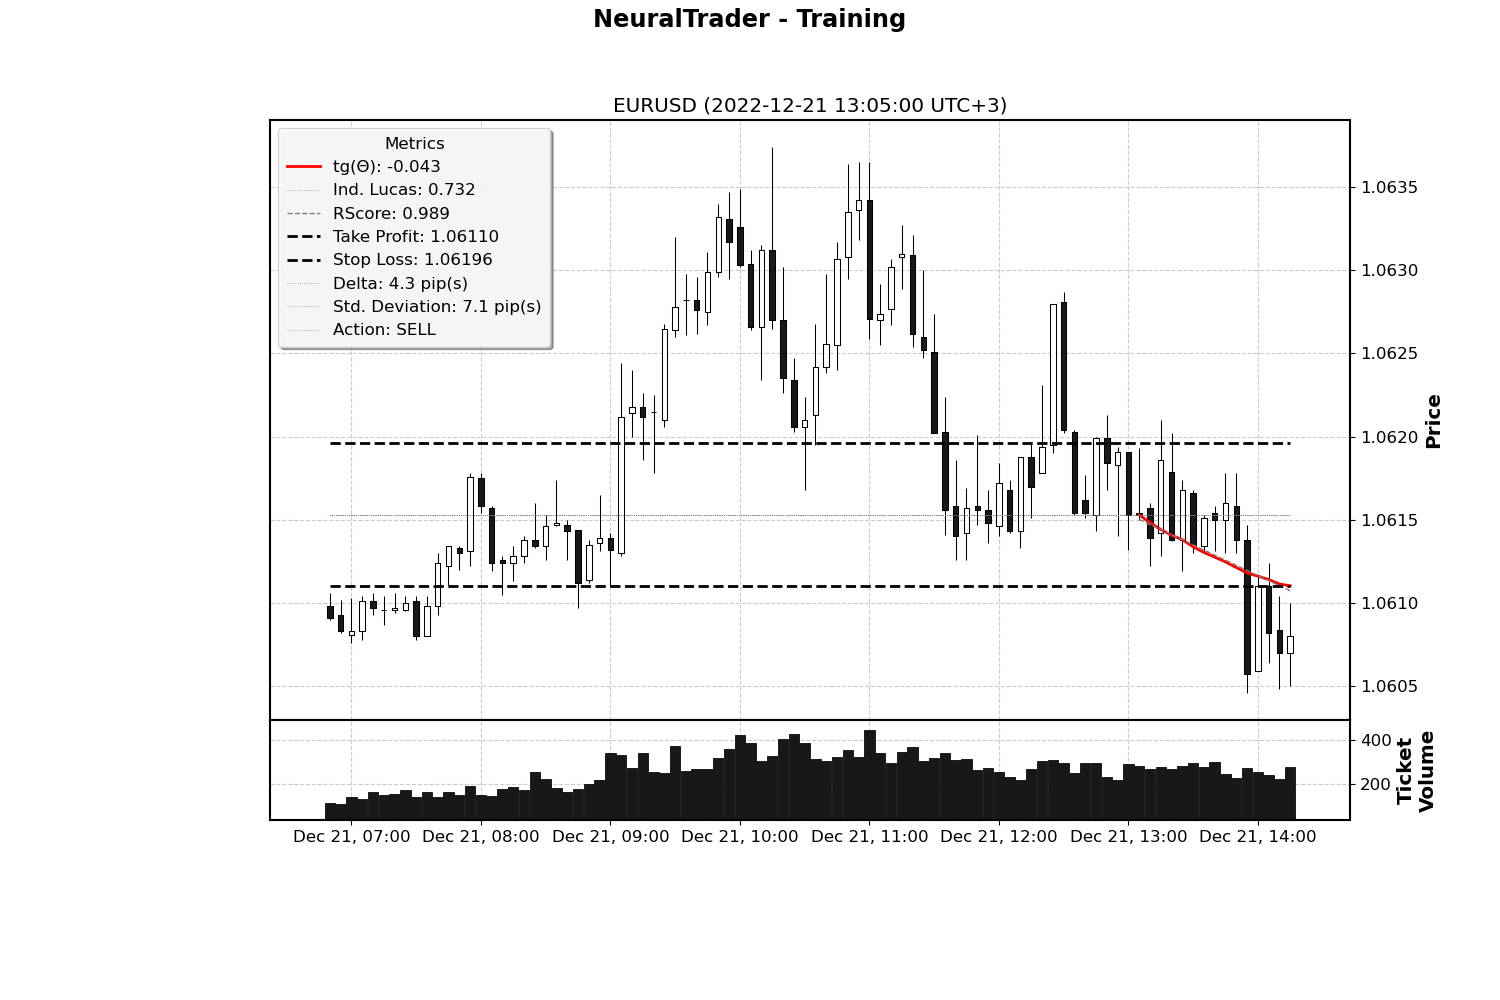 NeuralTrader - Training
EURUSD (2022-12-21 13:05:00 UTC+3)
Metrics
tg(Θ): -0.043
Ind. Lucas: 0.732
RScore: 0.989
Take Profit: 1.06110
Stop Loss: 1.06196
Delta: 4.3 pip(s)
Std. Deviation: 7.1 pip(s)
Action: SELL
1.0635
1.0630
1.0625
1.0620
1.0615
1.0610
1.0605
Price
400
200
Ticket
Volume
Dec 21, 07:00
Dec 21, 08:00
Dec 21, 09:00
Dec 21, 10:00
Dec 21, 11:00
Dec 21, 12:00
Dec 21, 13:00
Dec 21, 14:00